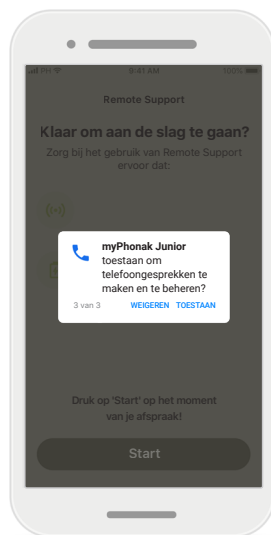 PH 9:41 AM 100%
Remote Support
Klaar om aan de slag te gaan?
Zorg bij het gebruik van Remote Support
ervoor dat:
myPhonak Junior
toestaan om
telefoongesprekken te
maken en te beheren?
3 van 3 WEIGEREN TOESTAAN
Druk op 'Start' op het moment
van je afspraak!
Start